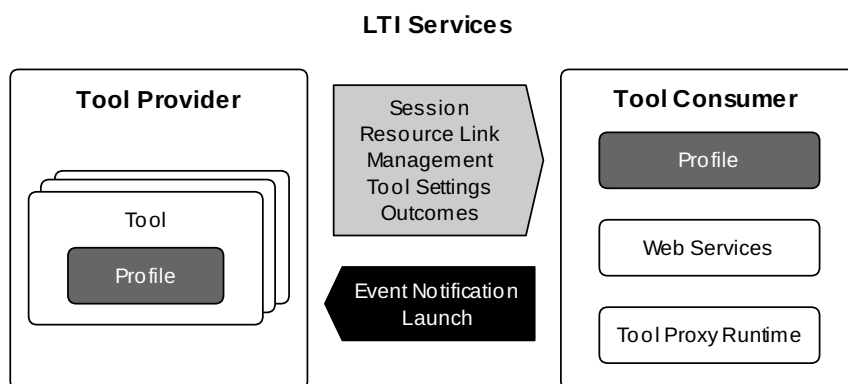 LTI Services
Tool Provider
Tool
Profile
Session
Resource Link
Management
Tool Settings
Outcomes
Event Notification
Launch
Tool Consumer
Profile
Web Services
Tool Proxy Runtime